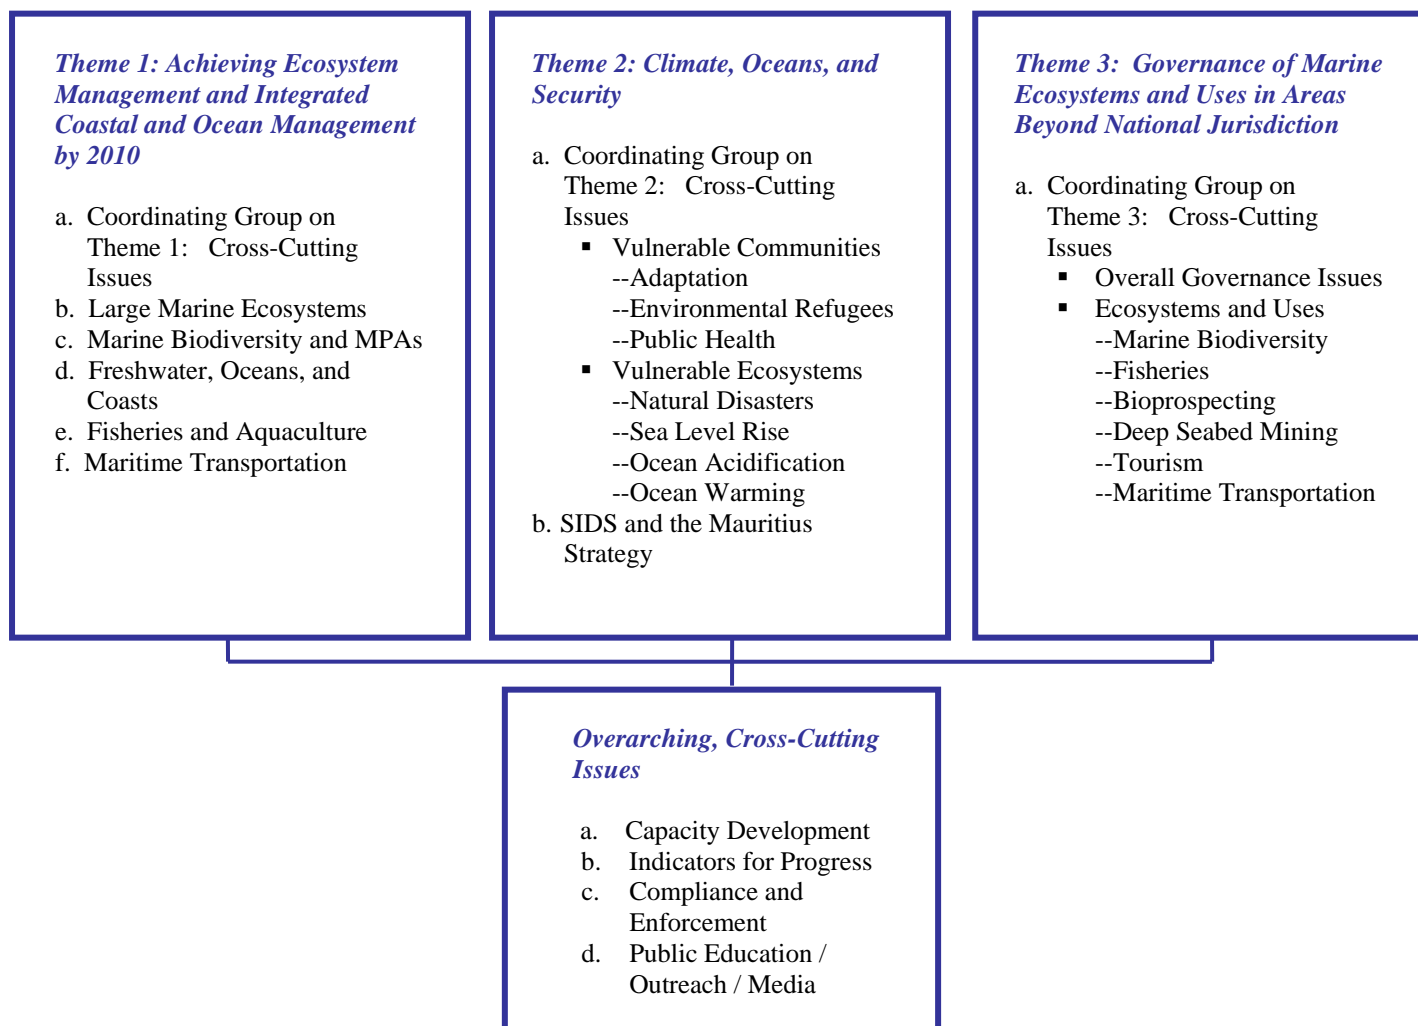 Theme 1: Achieving Ecosystem
Management and Integrated
Coastal and Ocean Management
by 2010
a. Coordinating Group on
Theme 1: Cross-Cutting
Issues
b. Large Marine Ecosystems
c. Marine Biodiversity and MPAs
d. Freshwater, Oceans, and
Coasts
e. Fisheries and Aquaculture
f. Maritime Transportation
Theme 2: Climate, Oceans, and
Security
a. Coordinating Group on
Theme 2: Cross-Cutting
Issues
▪ Vulnerable Communities
--Adaptation
--Environmental Refugees
--Public Health
▪ Vulnerable Ecosystems
--Natural Disasters
--Sea Level Rise
--Ocean Acidification
--Ocean Warming
b. SIDS and the Mauritius
Strategy
Theme 3: Governance of Marine
Ecosystems and Uses in Areas
Beyond National Jurisdiction
a. Coordinating Group on
Theme 3: Cross-Cutting
Issues
▪ Overall Governance Issues
▪ Ecosystems and Uses
--Marine Biodiversity
--Fisheries
--Bioprospecting
--Deep Seabed Mining
--Tourism
--Maritime Transportation
Overarching, Cross-Cutting
Issues
a. Capacity Development
b. Indicators for Progress
c. Compliance and
Enforcement
d. Public Education /
Outreach / Media